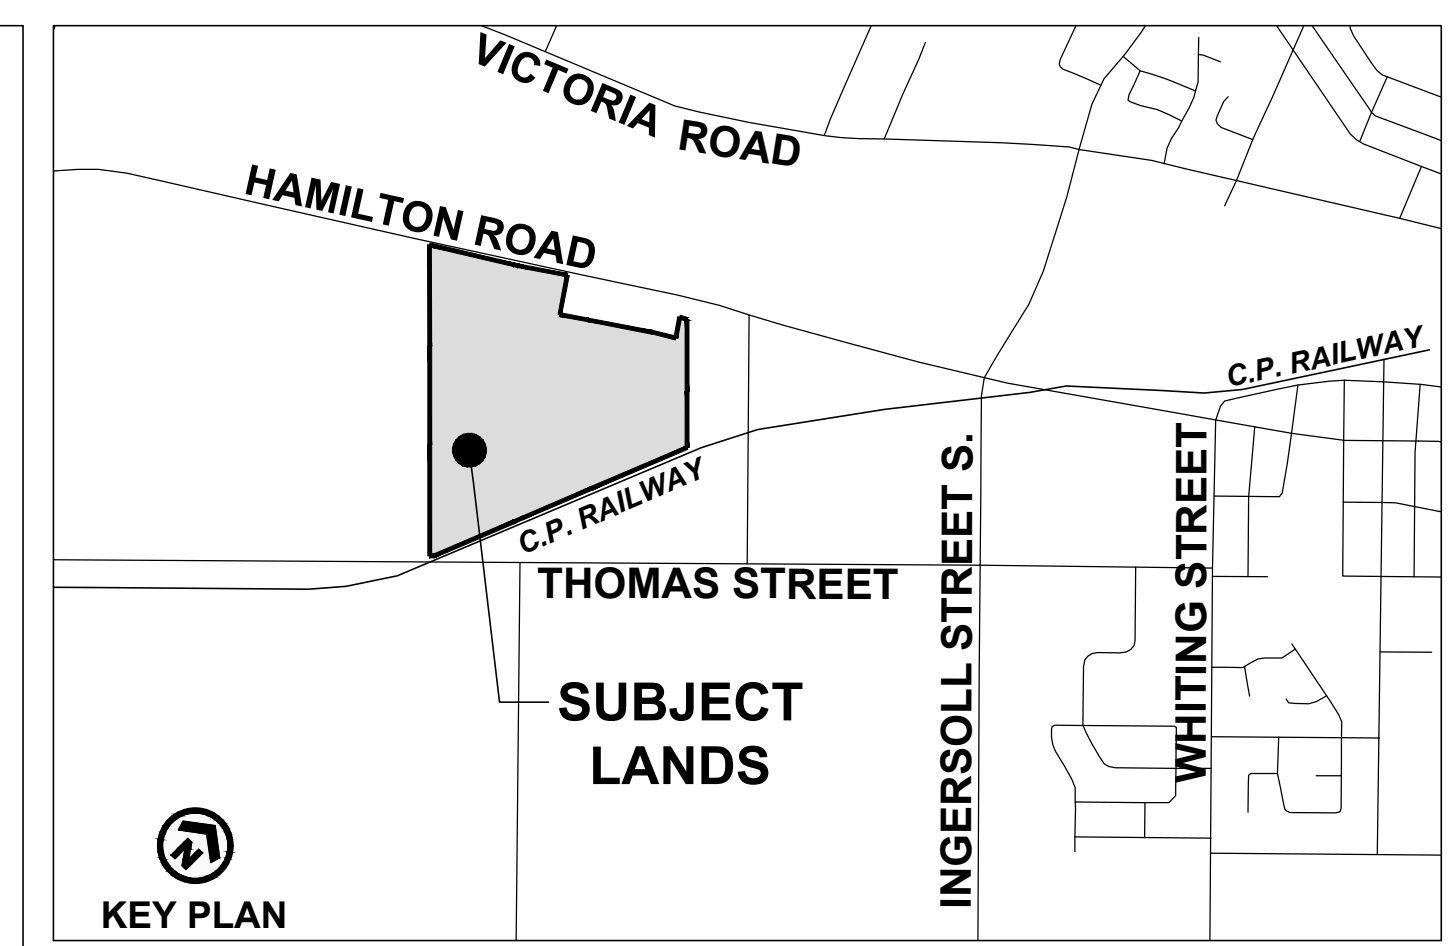 VICTORIA ROAD
HAMILTON ROAD
C.P. RAILWAY
C.P. RAILWAY
THOMAS STREET
INGERSOLL STREET S.
WHITING STREET
SUBJECT
LANDS
N
KEY PLAN